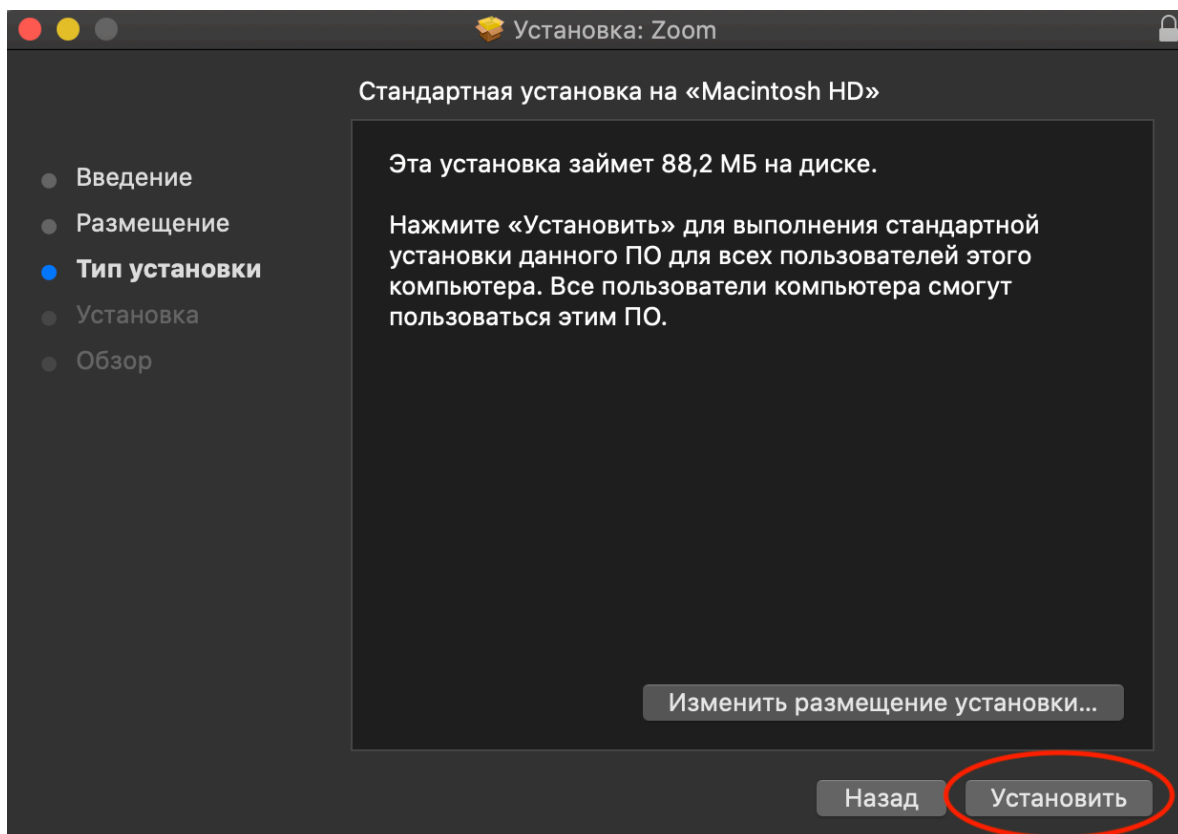 Установка: Zoom
Стандартная установка на «Macintosh HD»
Введение
Размещение
Тип установки
Установка
Обзор
Эта установка займет 88,2 МБ на диске.
Нажмите «Установить» для выполнения стандартной
установки данного ПО для всех пользователей этого
компьютера. Все пользователи компьютера смогут
пользоваться этим ПО.
Изменить размещение установки...
Назад
Установить